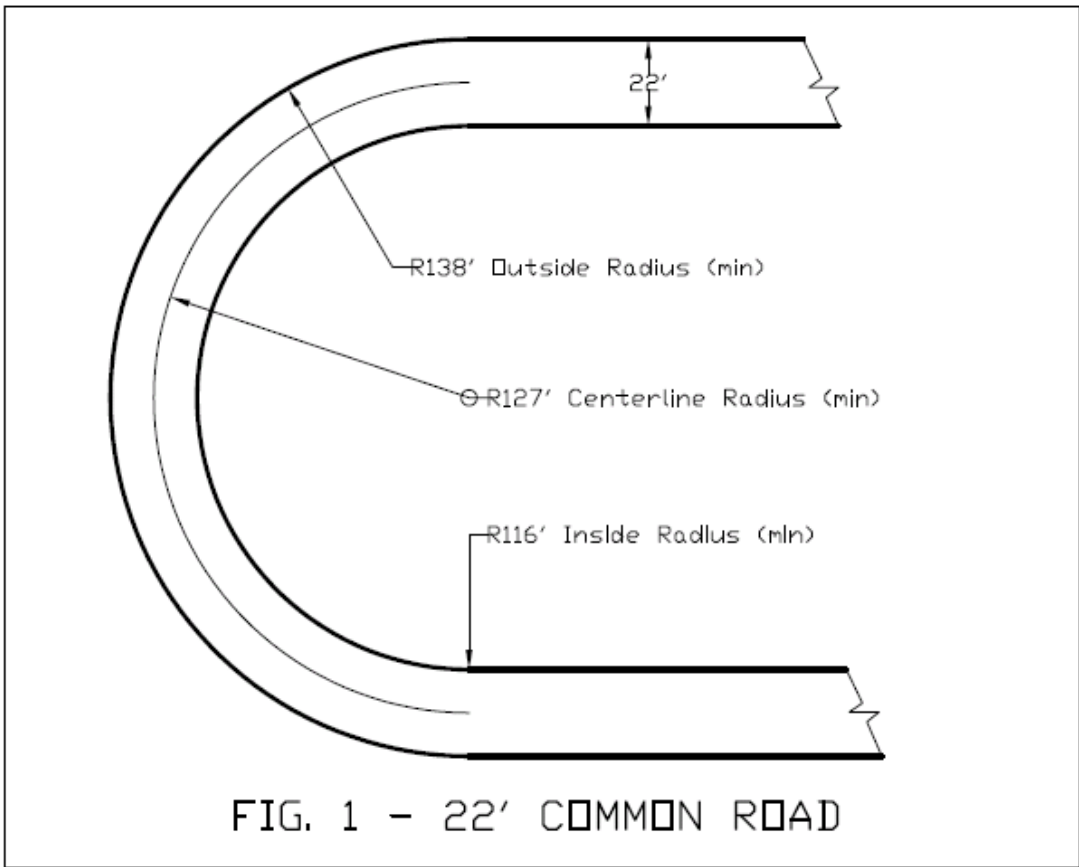 22′
R138′ Outside Radius (min)
R127′ Centerline Radius (min)
R116′ Inside Radius (min)
FIG. 1 - 22′ COMMON ROAD